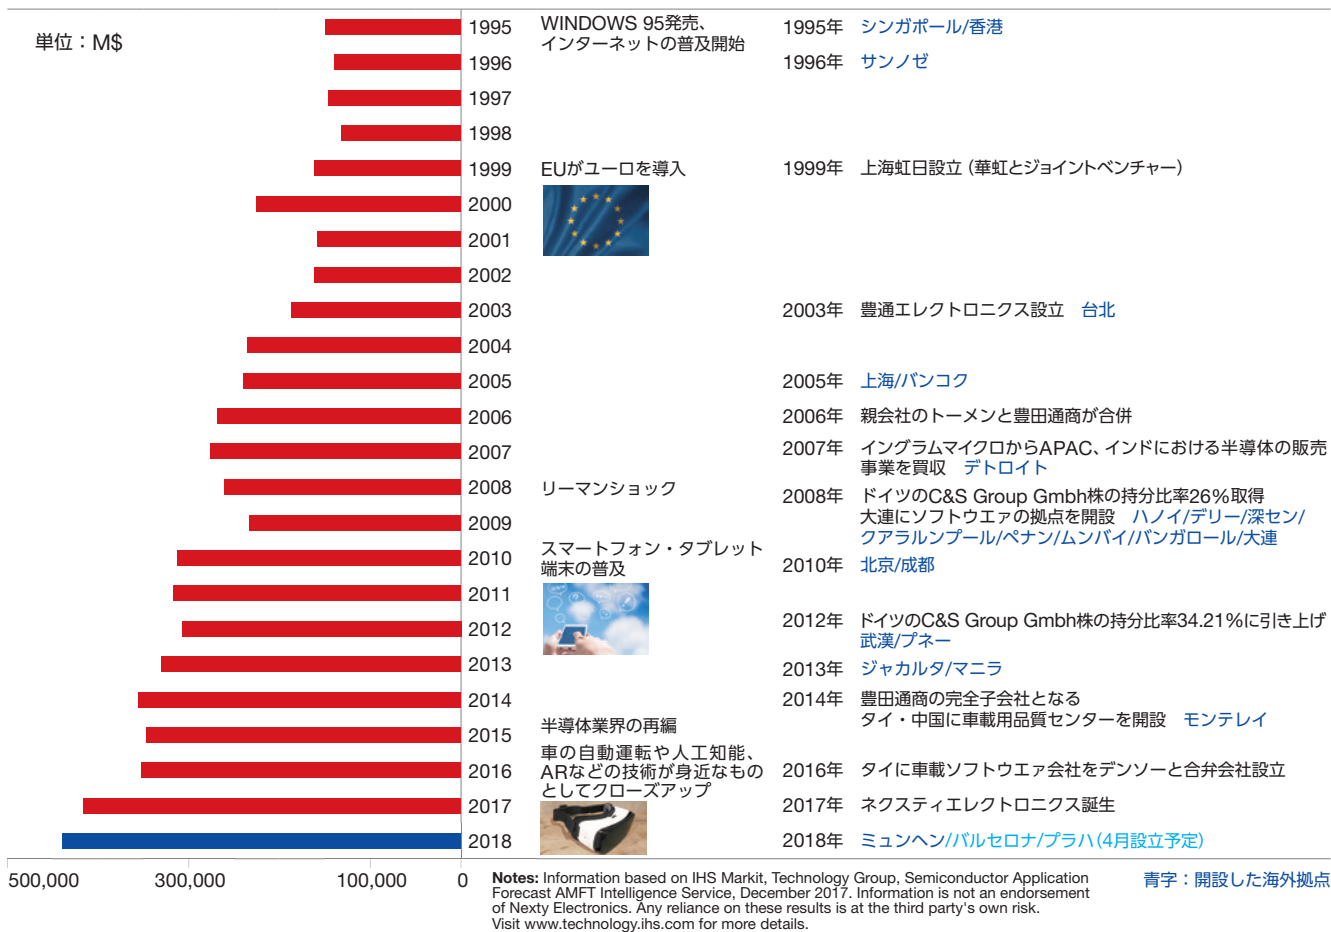 単位：M$
1995
1996
1997
1998
1999
2000
2001
2002
2003
2004
2005
2006
2007
2008
2009
2010
2011
2012
2013
2014
2015
2016
2017
2018
500,000
300,000
100,000
0
WINDOWS 95発売、
インターネットの普及開始
EUがユーロを導入
リーマンショック
スマートフォン・タブレット
端末の普及
半導体業界の再編
車の自動運転や人工知能、
ARなどの技術が身近なもの
としてクローズアップ
1995年 シンガポール/香港
1996年 サンノゼ
1999年 上海虹日設立（華虹とジョイントベンチャー）
2003年 豊通エレクトロニクス設立 台北
2005年 上海/バンコク
2006年 親会社のトーメンと豊田通商が合併
2007年 イングラムマイクロからAPAC、インドにおける半導体の販売
事業を買収 デトロイト
2008年 ドイツのC&S Group Gmbh株の持分比率26%取得
大連にソフトウエァの拠点を開設 ハノイ/デリー/深セン/
クアラルンプール/ペナン/ムンバイ/バンガロール/大連
2010年 北京/成都
2012年 ドイツのC&S Group Gmbh株の持分比率34.21%に引き上げ
武漢/プネー
2013年 ジャカルタ/マニラ
2014年 豊田通商の完全子会社となる
タイ・中国に車載用品質センターを開設 モンテレイ
2016年 タイに車載ソフトウエァ会社をデンソーと合弁会社設立
2017年 ネクスティエレクトロニクス誕生
2018年 ミュンヘン/バルセロナ/プラハ（4月設立予定）
Notes: Information based on IHS Markit, Technology Group, Semiconductor Application
Forecast AMFT Intelligence Service, December 2017. Information is not an endorsement
of Nexty Electronics. Any reliance on these results is at the third party's own risk.
Visit www.technology.ihs.com for more details.
青字：開設した海外拠点